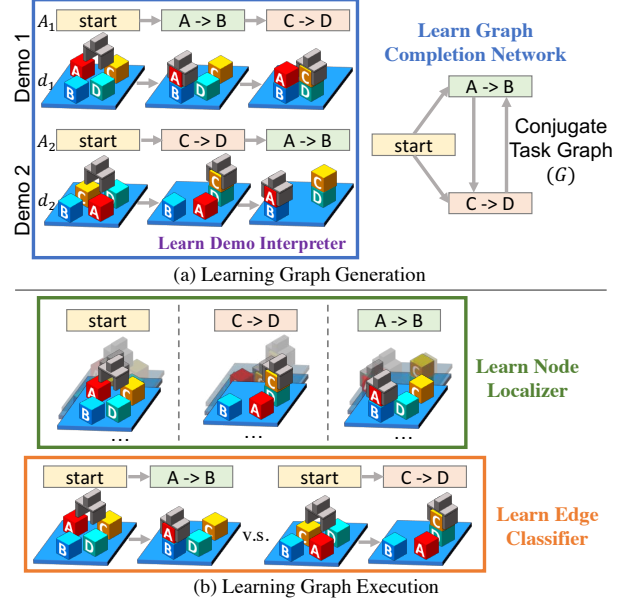 Demo 1
A₁ start A -> B C -> D
d₁ A C B D A C B D A C B D
Demo 2
A₂ start C -> D A -> B
d₂ C D B A C D B A C A B D
Learn Demo Interpreter
Learn Graph
Completion Network
A -> B
start
Conjugate
Task Graph
(G)
C -> D
(a) Learning Graph Generation
start C -> D A -> B
A C B D C D B A A C B D
... ... ...
Learn Node
Localizer
start A -> B start C -> D
A C B D A C B D v.s. C D B A C D B A
Learn Edge
Classifier
(b) Learning Graph Execution